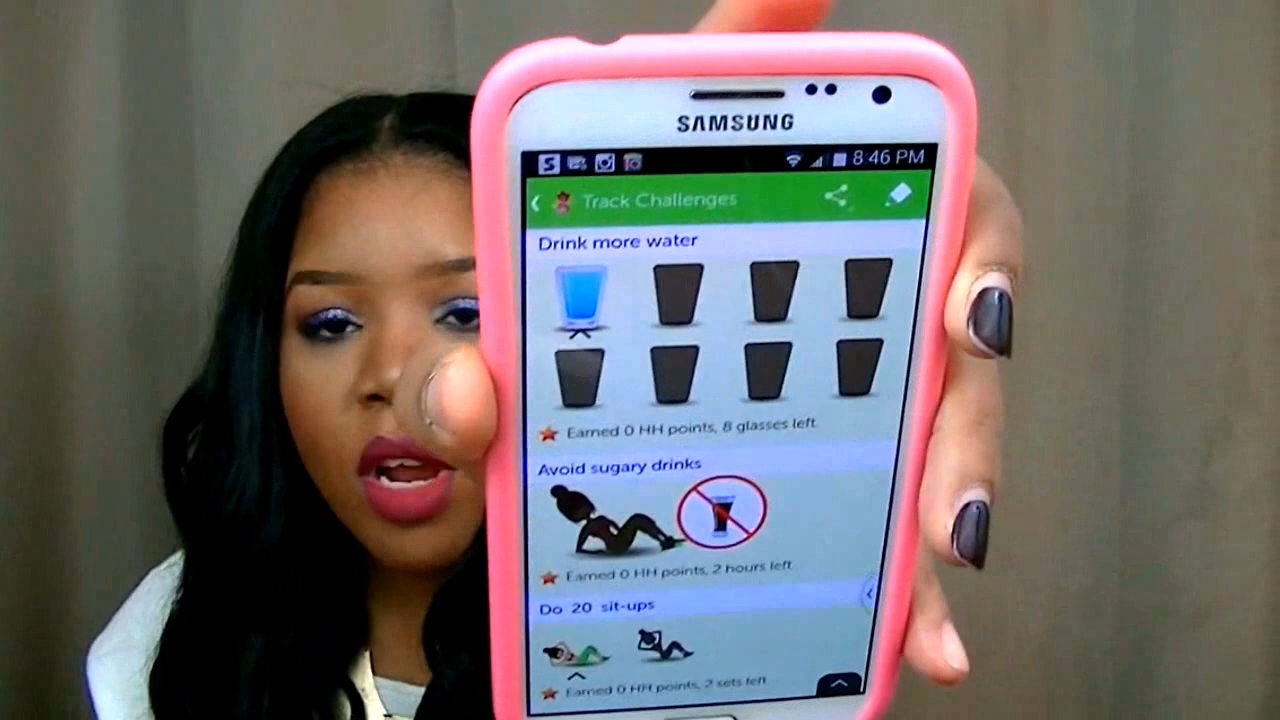 SAMSUNG
8:46 PM
Track Challenges
Drink more water
Earned 0 HH points, 8 glasses left
Avoid sugary drinks
Earned 0 HH points, 2 hours left
Do 20 sit-ups
Earned 0 HH points, 2 sets left